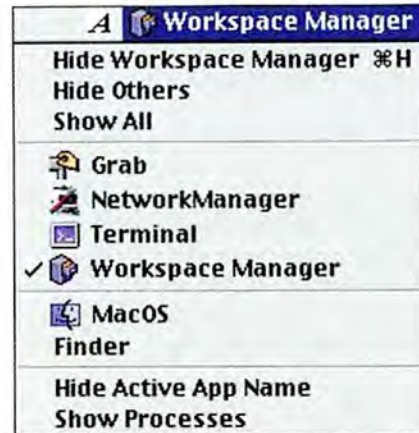 A Workspace Manager
Hide Workspace Manager ⌘H
Hide Others
Show All
Grab
NetworkManager
Terminal
✓ Workspace Manager
MacOS
Finder
Hide Active App Name
Show Processes